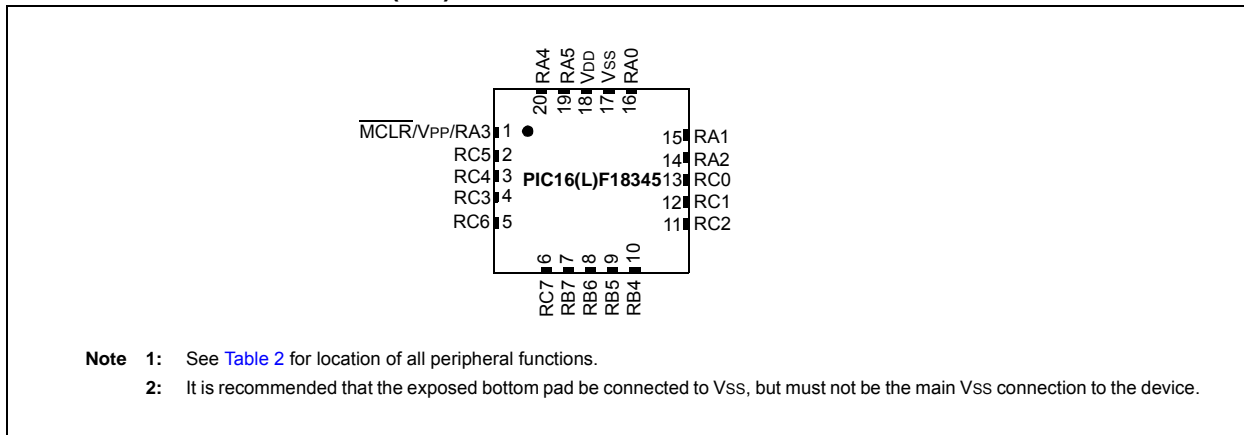 20 RA4
19 RA5
18 VDD
17 VSS
16 RA0
MCLR/VPP/RA3 1
RC5 2
RC4 3
RC3 4
RC6 5
PIC16(L)F18345
15 RA1
14 RA2
13 RC0
12 RC1
11 RC2
RC7 6
RB7 7
RB6 8
RB5 9
RB4 10
Note 1: See Table 2 for location of all peripheral functions.
2: It is recommended that the exposed bottom pad be connected to VSS, but must not be the main VSS connection to the device.